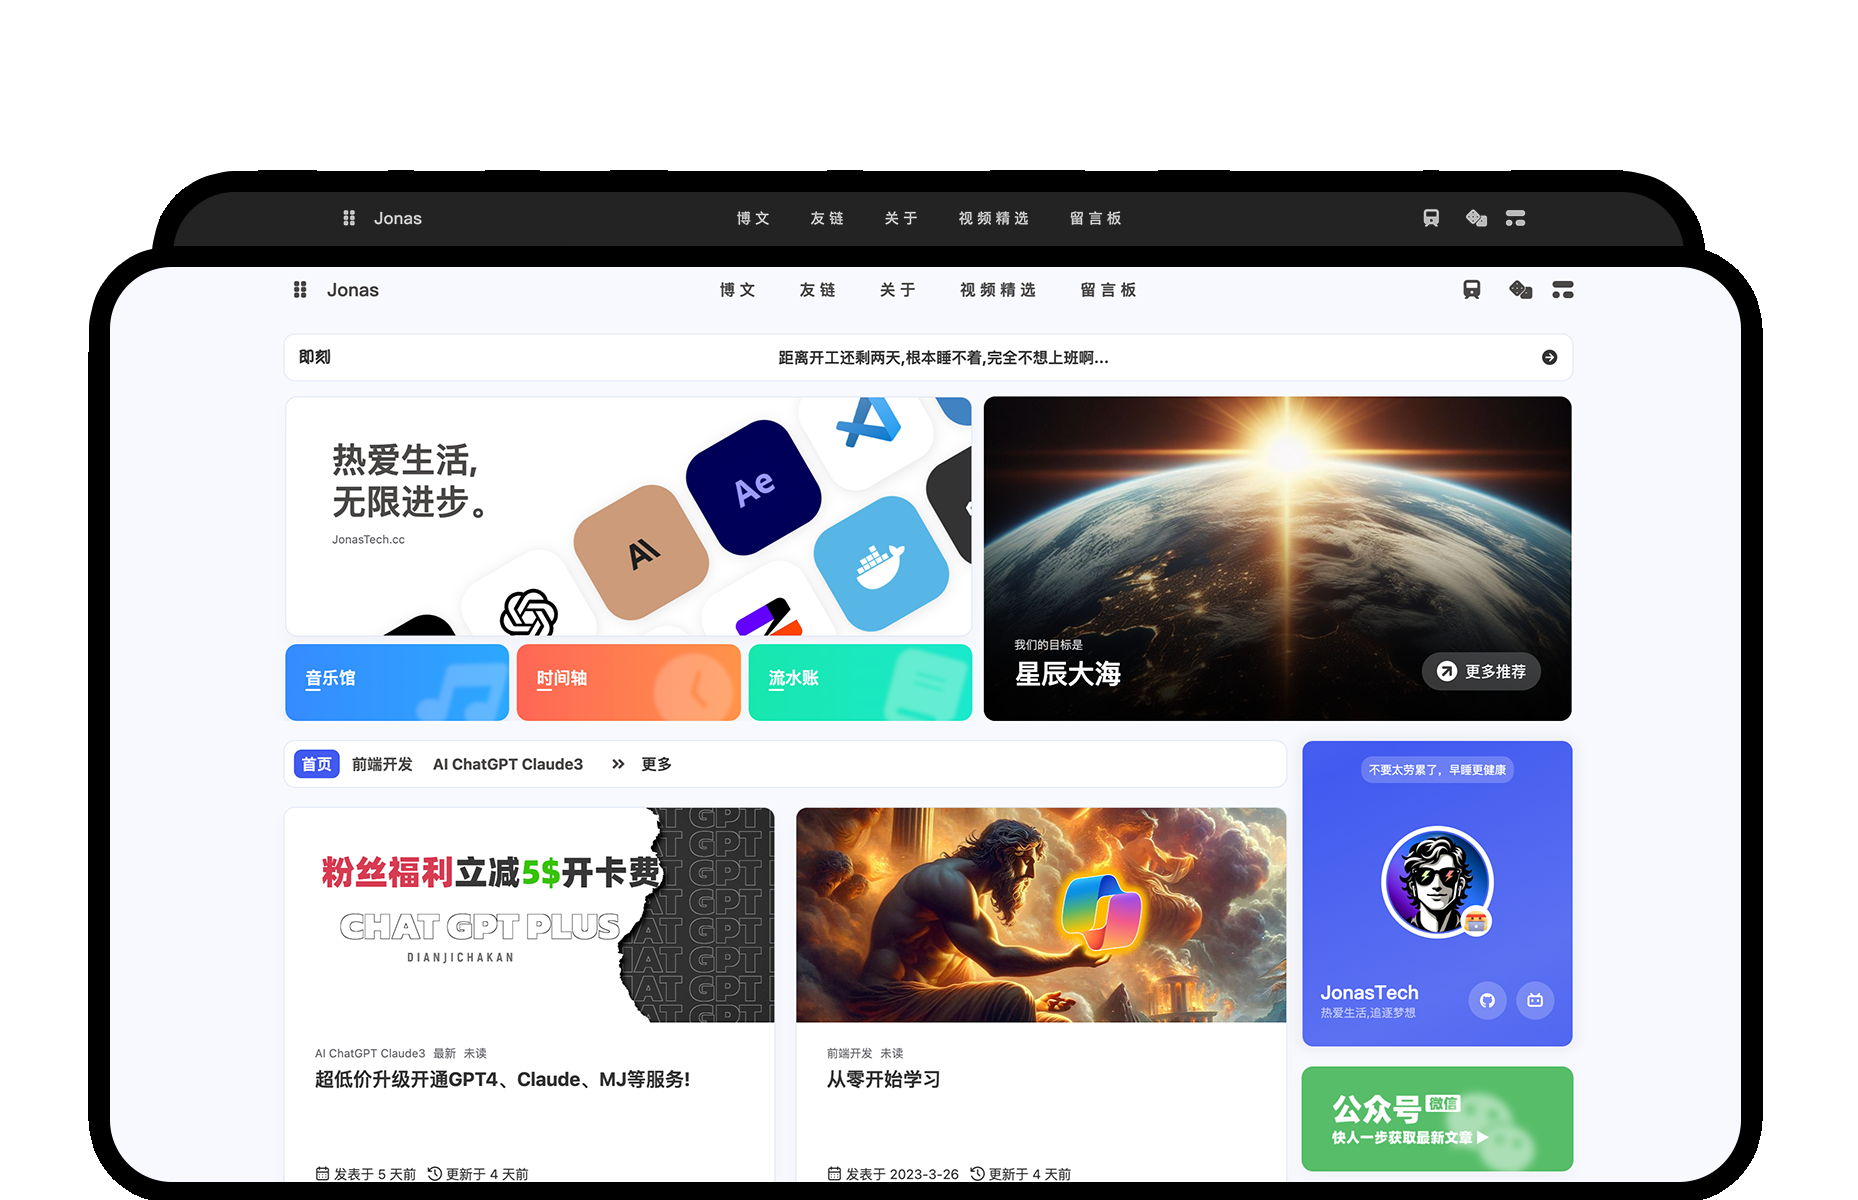 Jonas
博文 友链 关于 视频精选 留言板
Jonas
博文 友链 关于 视频精选 留言板
即刻
距离开工还剩两天,根本睡不着,完全不想上班啊...
热爱生活,
无限进步。
JonasTech.cc
AI
Ae
我们的目标是
星辰大海
更多推荐
音乐馆
时间轴
流水账
首页 前端开发 AI ChatGPT Claude3 更多
不要太劳累了，早睡更健康
粉丝福利立减5$开卡费
CHAT GPT PLUS
DIANJICHAKAN
JonasTech
热爱生活,追逐梦想
AI ChatGPT Claude3 最新 未读
超低价升级开通GPT4、Claude、MJ等服务!
发表于 5 天前 更新于 4 天前
前端开发 未读
从零开始学习
发表于 2023-3-26 更新于 4 天前
公众号 微信
快人一步获取最新文章